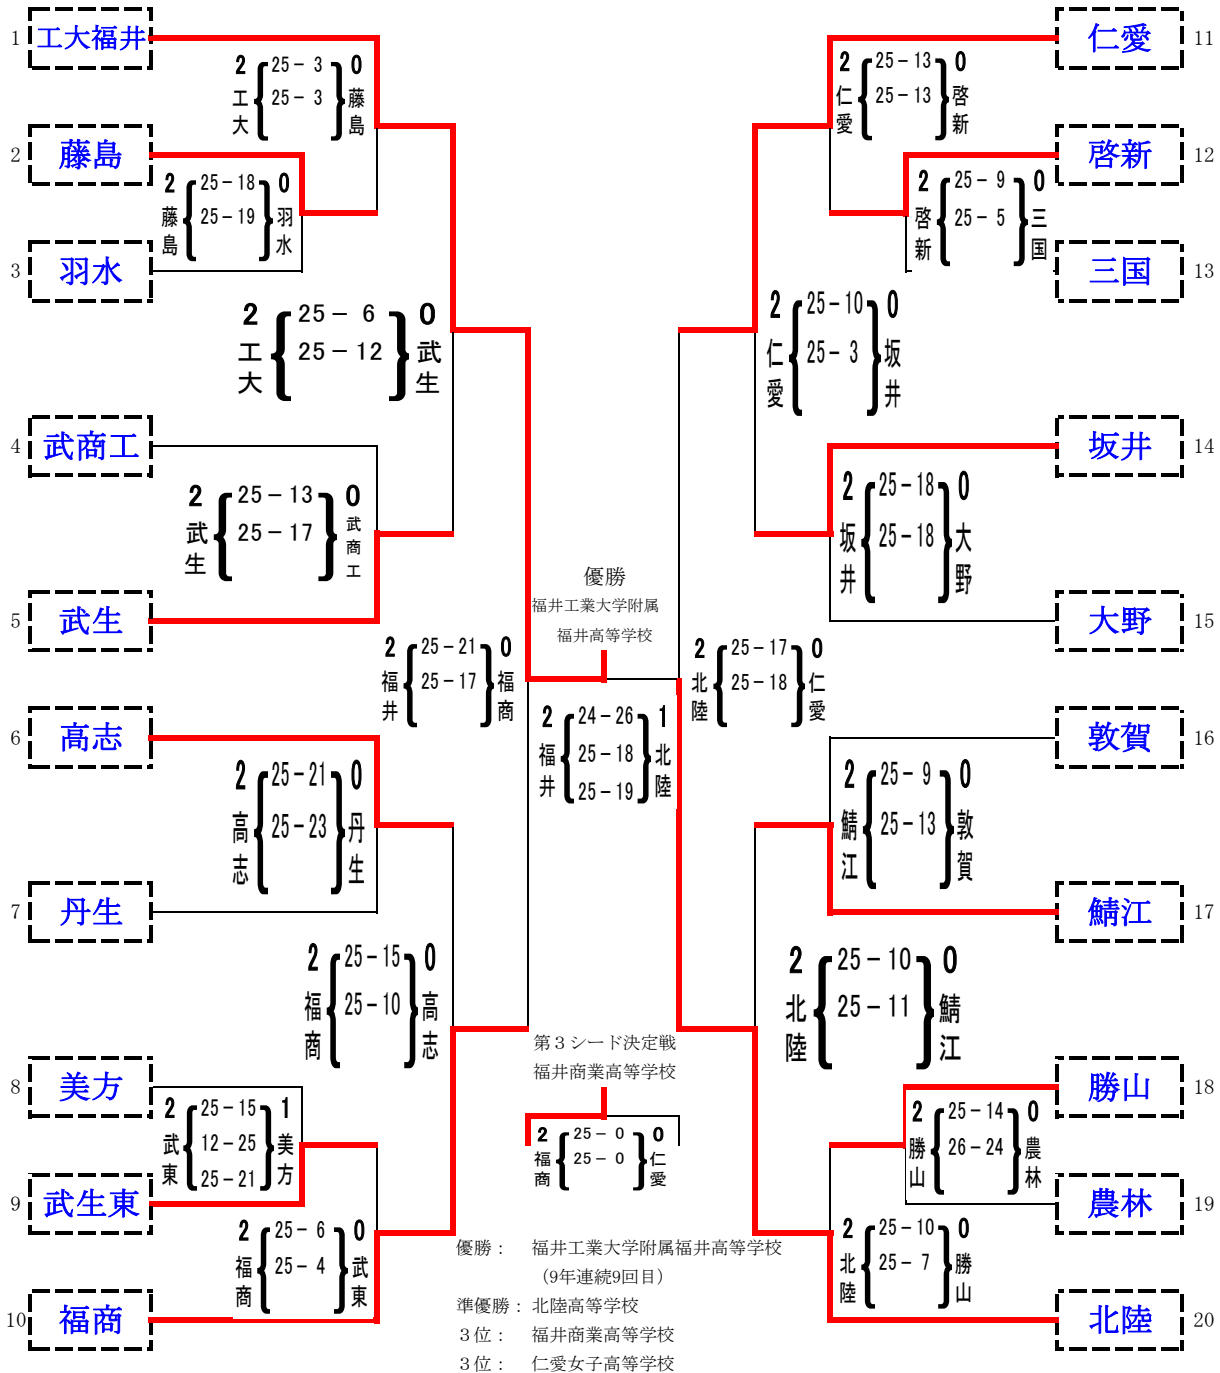 1 工大福井
2 藤島
3 羽水
4 武商工
5 武生
6 高志
7 丹生
8 美方
9 武生東
10 福商
2 0
工大 25－3 藤島
25－3
2 0
藤島 25－18 羽水
25－19
2 0
工大 25－6 武生
25－12
2 0
武生 25－13 武商工
25－17
2 0
福井 25－21 福商
25－17
2 0
高志 25－21 丹生
25－23
2 0
福商 25－15 高志
25－10
2 1
武東 25－15 美方
12－25
25－21
2 0
福商 25－6 武東
25－4
優勝
福井工業大学附属
福井高等学校
2 1
福井 24－26 北陸
25－18
25－19
第３シード決定戦
福井商業高等学校
2 0
福商 25－0 仁愛
25－0
仁愛 11
啓新 12
三国 13
坂井 14
大野 15
敦賀 16
鯖江 17
勝山 18
農林 19
北陸 20
2 0
仁愛 25－13 啓新
25－13
2 0
啓新 25－9 三国
25－5
2 0
仁愛 25－10 坂井
25－3
2 0
坂井 25－18 大野
25－18
2 0
北陸 25－17 仁愛
25－18
2 0
鯖江 25－9 敦賀
25－13
2 0
北陸 25－10 鯖江
25－11
2 0
勝山 25－14 農林
26－24
2 0
北陸 25－10 勝山
25－7
優勝： 福井工業大学附属福井高等学校
（9年連続9回目）
準優勝： 北陸高等学校
３位： 福井商業高等学校
３位： 仁愛女子高等学校